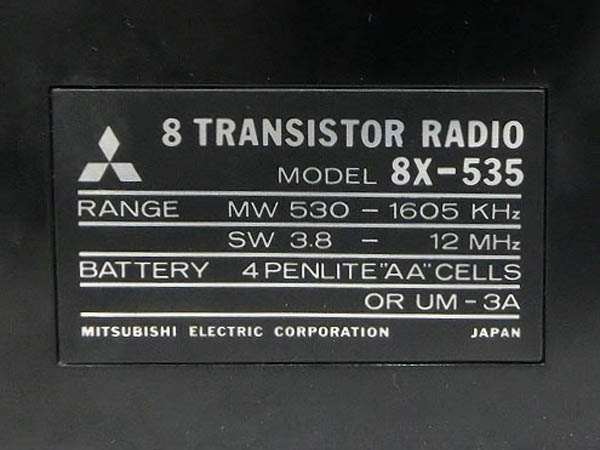 8 TRANSISTOR RADIO
MODEL 8X-535
RANGE MW 530 - 1605 KHz
SW 3.8 - 12 MHz
BATTERY 4 PENLITE "AA" CELLS
OR UM-3A
MITSUBISHI ELECTRIC CORPORATION JAPAN